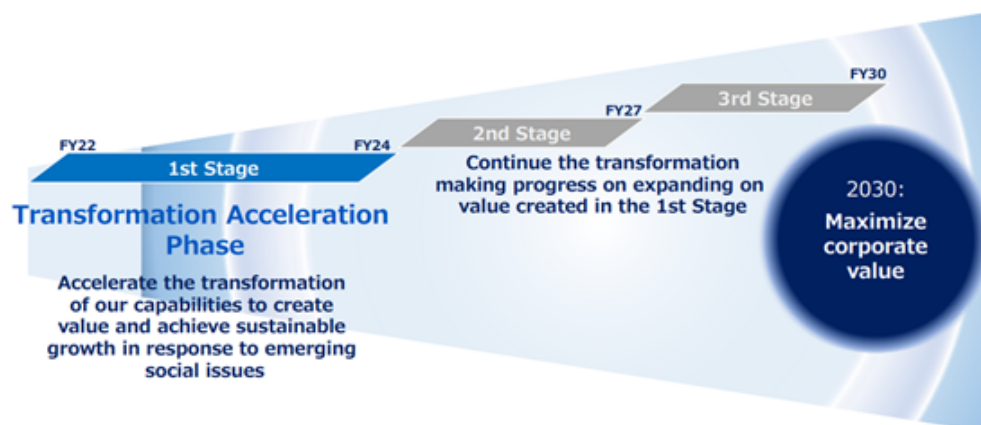 FY22
FY24
1st Stage
Transformation Acceleration
Phase
Accelerate the transformation
of our capabilities to create
value and achieve sustainable
growth in response to emerging
social issues
FY27
2nd Stage
Continue the transformation
making progress on expanding on
value created in the 1st Stage
FY30
3rd Stage
2030:
Maximize
corporate
value